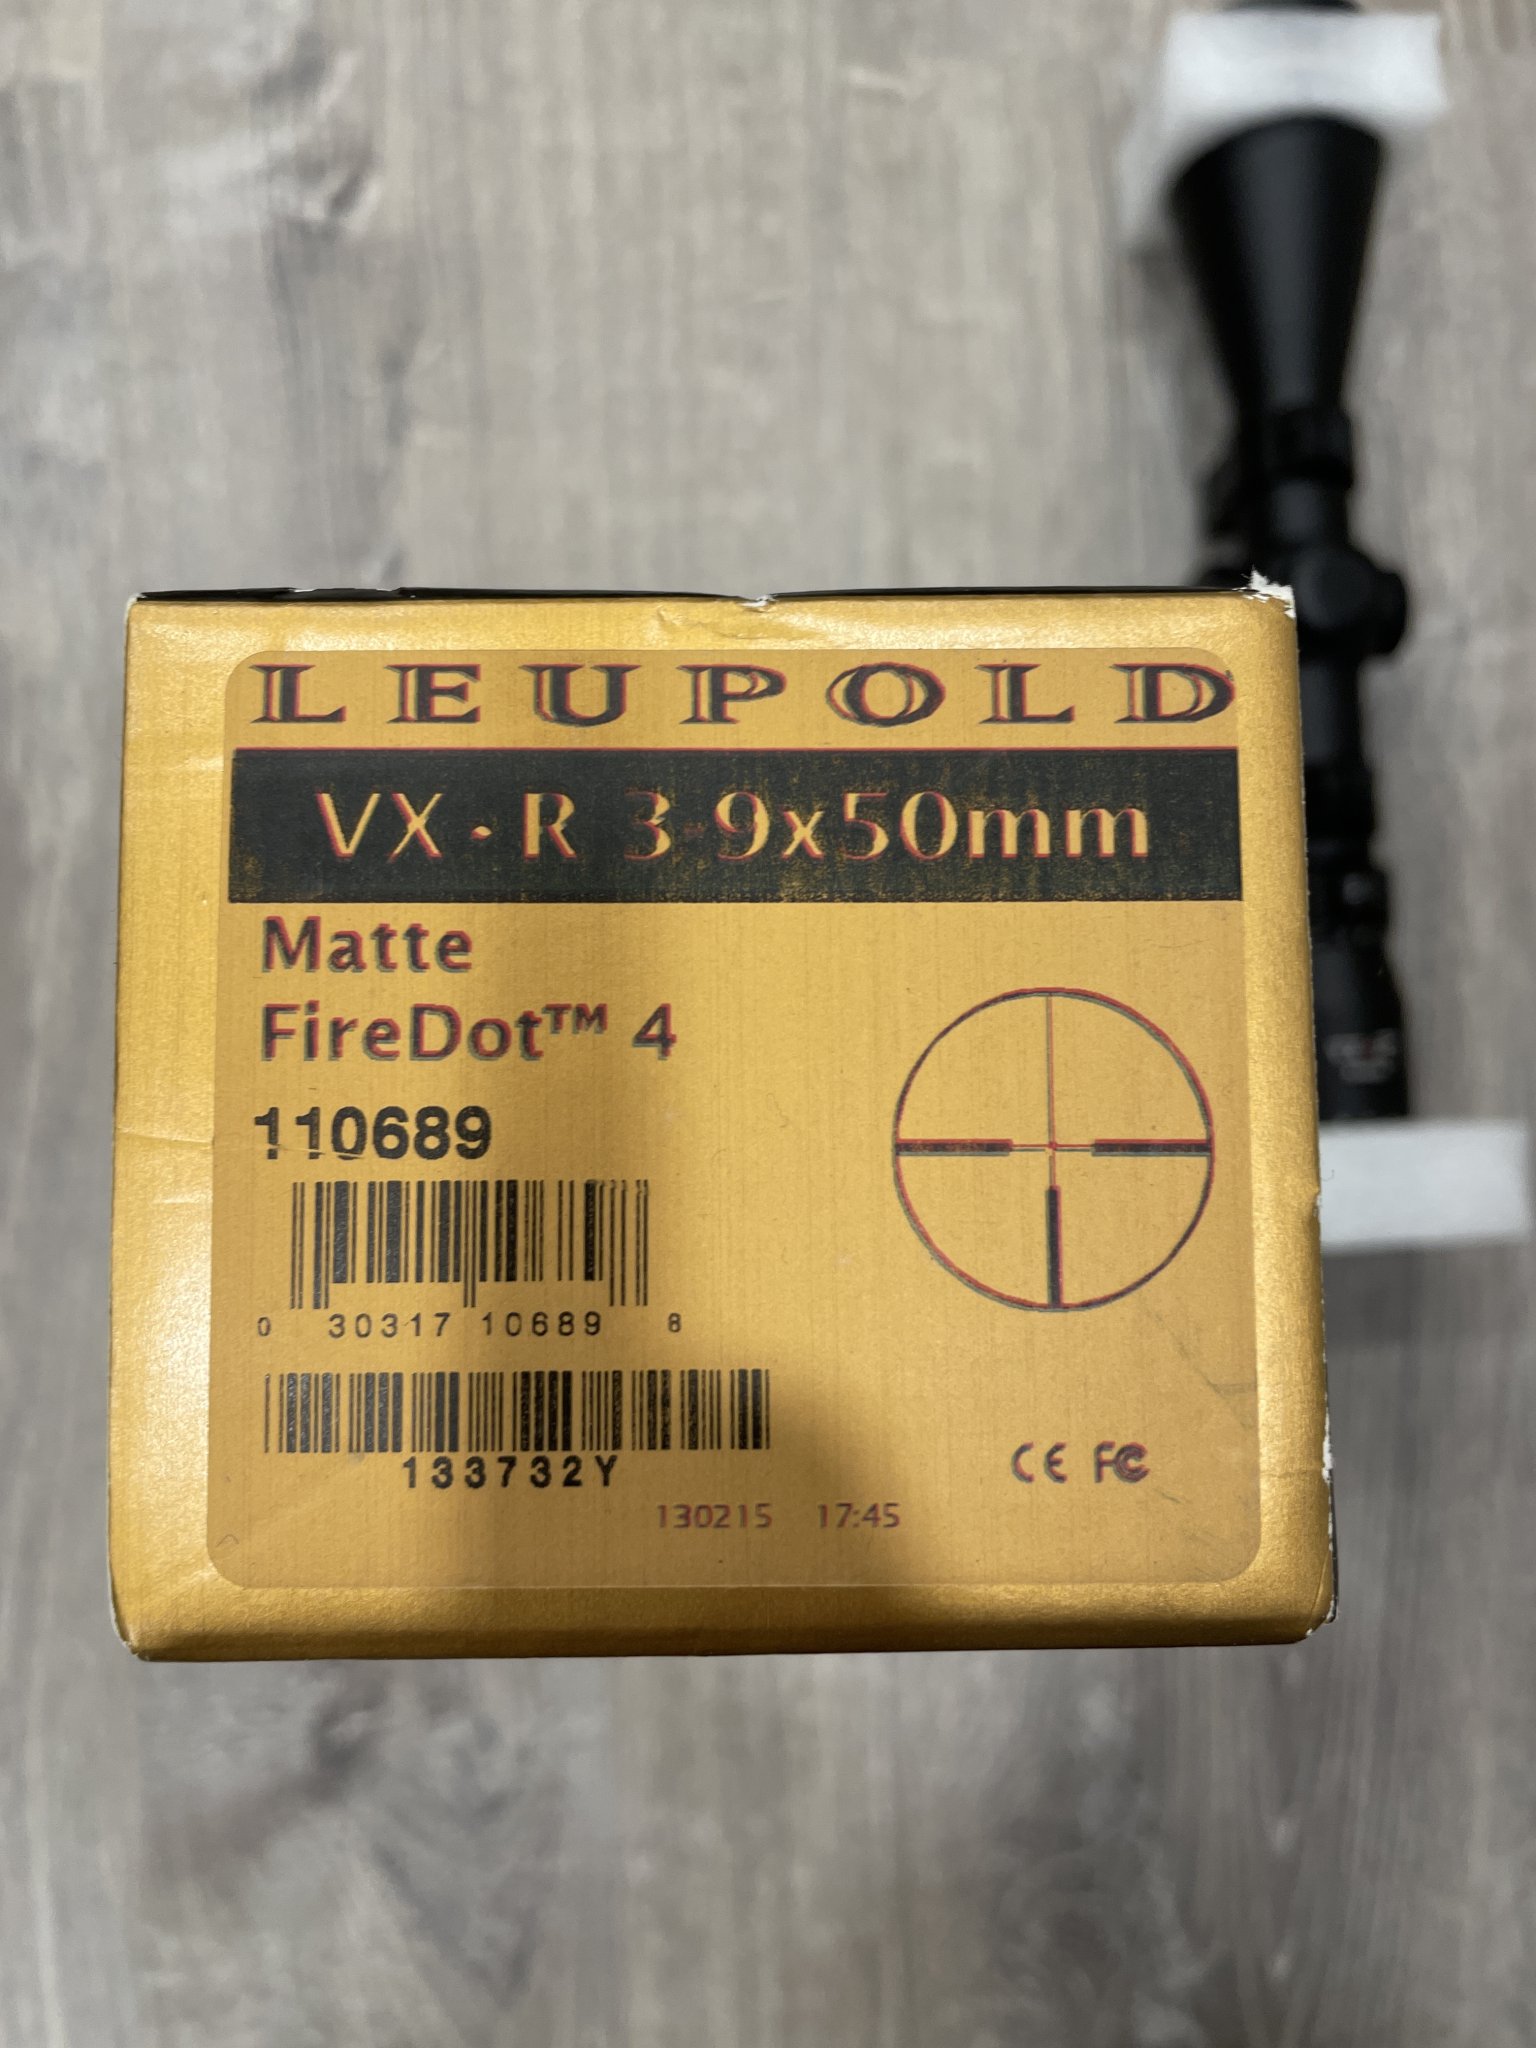 LEUPOLD
VX·R 3-9x50mm
Matte
FireDot™ 4
110689
0 30317 10689 8
133732Y
130215 17:45
CE FC